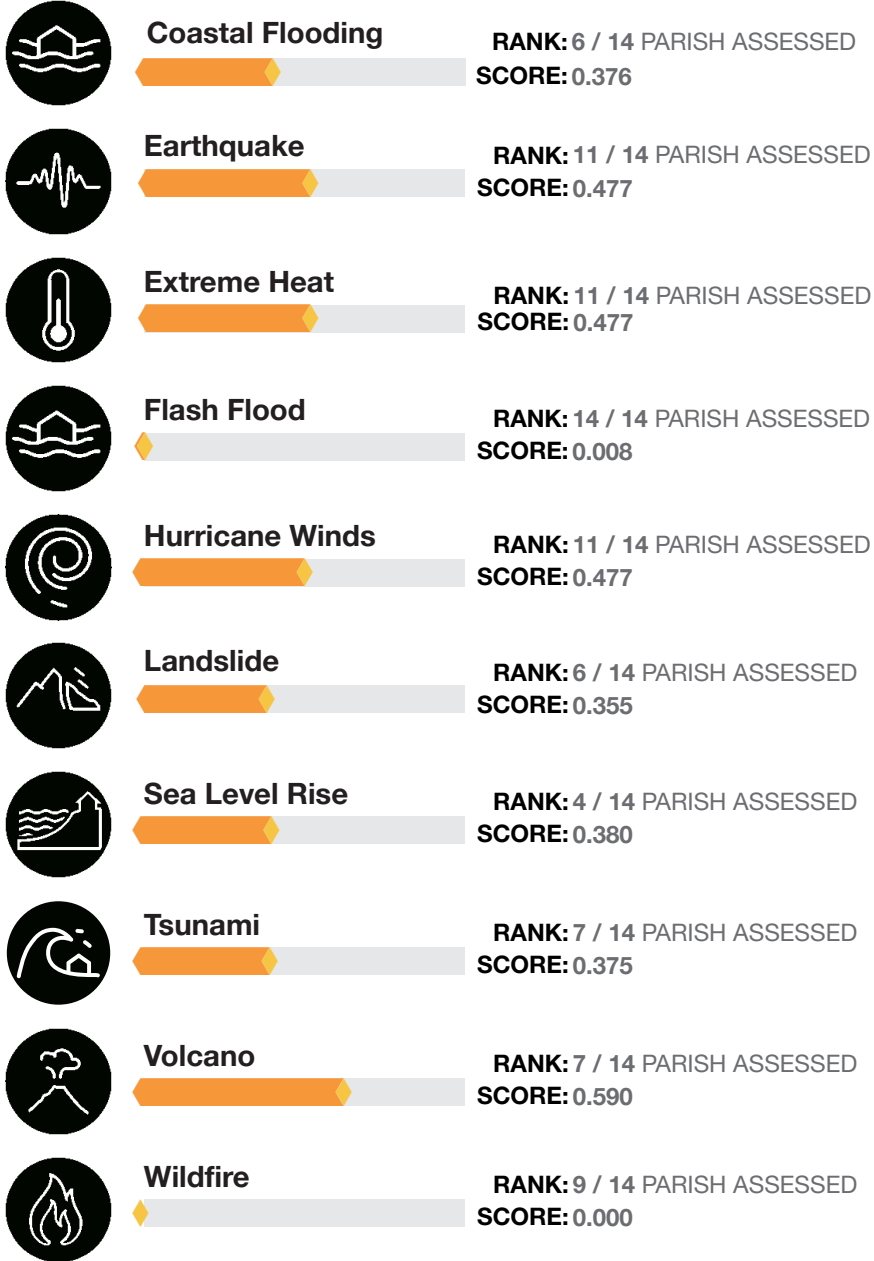 Coastal Flooding
RANK: 6 / 14 PARISH ASSESSED
SCORE: 0.376
Earthquake
RANK: 11 / 14 PARISH ASSESSED
SCORE: 0.477
Extreme Heat
RANK: 11 / 14 PARISH ASSESSED
SCORE: 0.477
Flash Flood
RANK: 14 / 14 PARISH ASSESSED
SCORE: 0.008
Hurricane Winds
RANK: 11 / 14 PARISH ASSESSED
SCORE: 0.477
Landslide
RANK: 6 / 14 PARISH ASSESSED
SCORE: 0.355
Sea Level Rise
RANK: 4 / 14 PARISH ASSESSED
SCORE: 0.380
Tsunami
RANK: 7 / 14 PARISH ASSESSED
SCORE: 0.375
Volcano
RANK: 7 / 14 PARISH ASSESSED
SCORE: 0.590
Wildfire
RANK: 9 / 14 PARISH ASSESSED
SCORE: 0.000